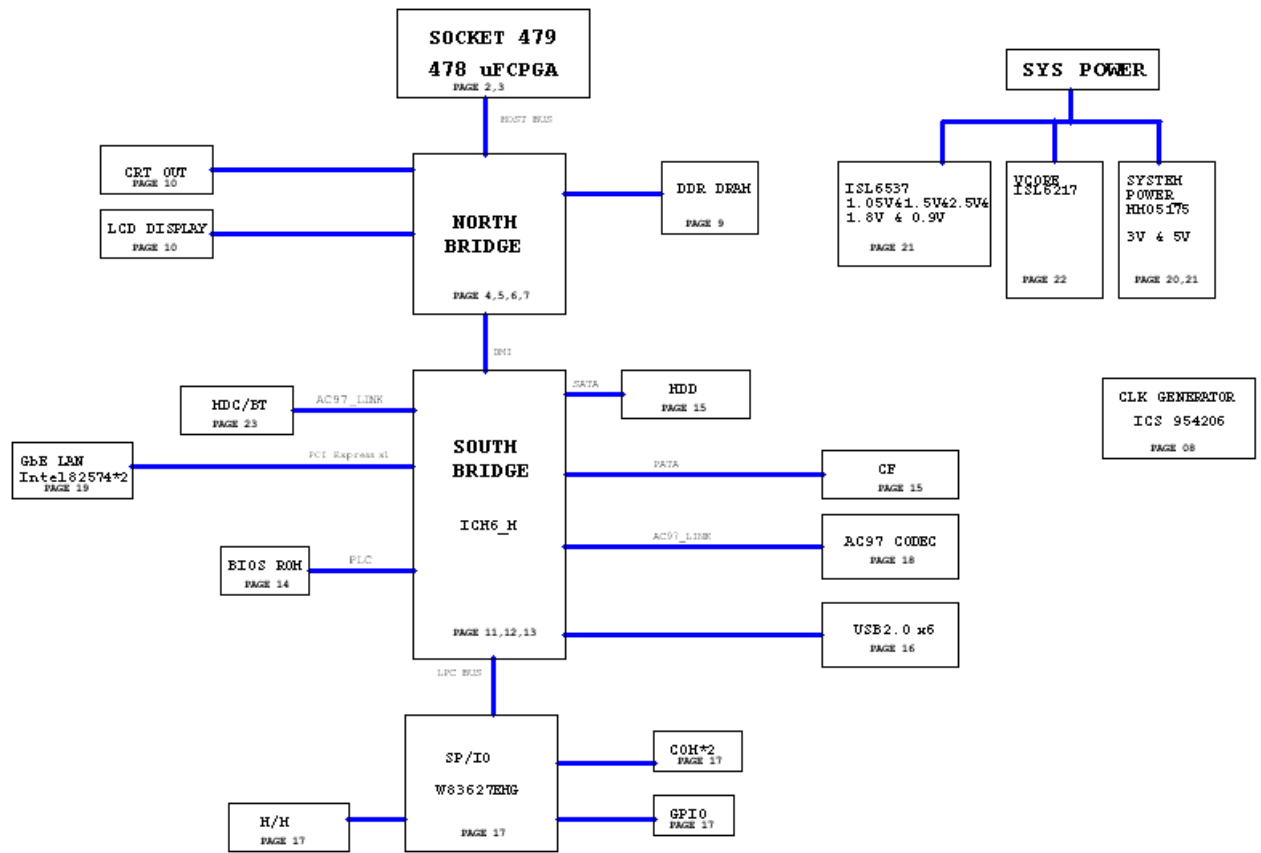 SOCKET 479
478 uFCPGA
PAGE 2,3
HOST BUS
SYS POWER
CRT OUT
PAGE 10
LCD DISPLAY
PAGE 10
NORTH
BRIDGE
PAGE 4,5,6,7
DDR DRAM
PAGE 9
ISL6537
1.05V&1.5V&2.5V&
1.8V & 0.9V
PAGE 21
VCORE
ISL6217
PAGE 22
SYSTEM
POWER_
HH05175
3V & 5V
PAGE 20,21
DMI
MDC/BT
PAGE 23
AC97_LINK
GbE LAN
Intel82574*2
PAGE 19
PCI Express x1
BIOS ROM
PAGE 14
PLC
SOUTH
BRIDGE
ICH6_M
PAGE 11,12,13
SATA
HDD
PAGE 15
PATA
CF
PAGE 15
AC97_LINK
AC97 CODEC
PAGE 18
USB2.0 x6
PAGE 16
CLK GENERATOR
ICS 954206
PAGE 08
LPC BUS
SP/IO
W83627EHG
PAGE 17
H/M
PAGE 17
COM*2
PAGE 17
GPIO
PAGE 17